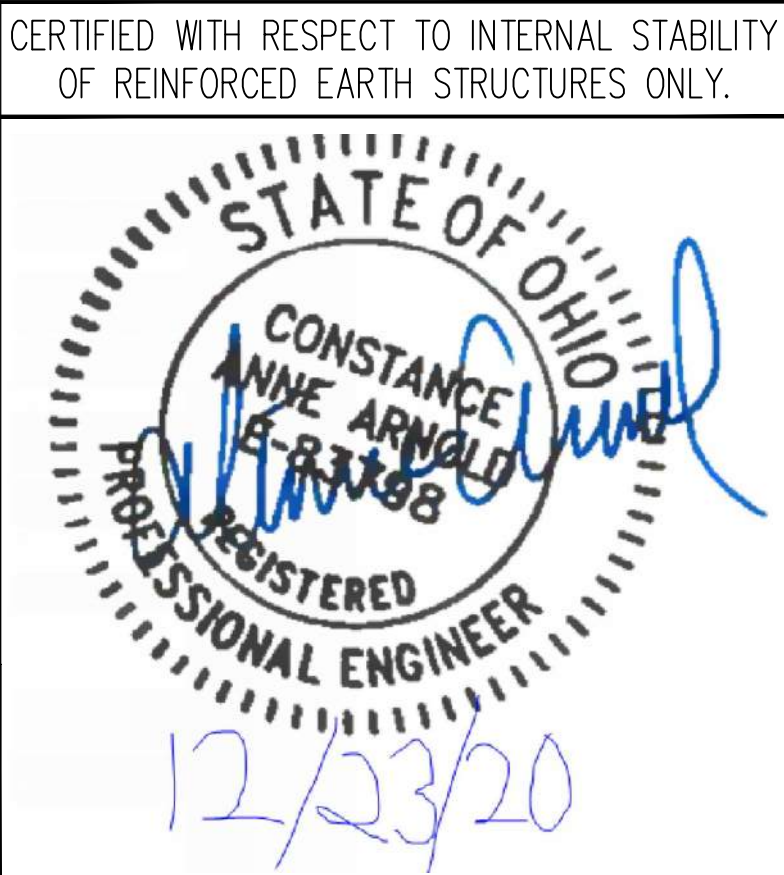 CERTIFIED WITH RESPECT TO INTERNAL STABILITY
OF REINFORCED EARTH STRUCTURES ONLY.
STATE OF OHIO
CONSTANCE
ANNE ARNOLD
REGISTERED
PROFESSIONAL ENGINEER
12/23/20